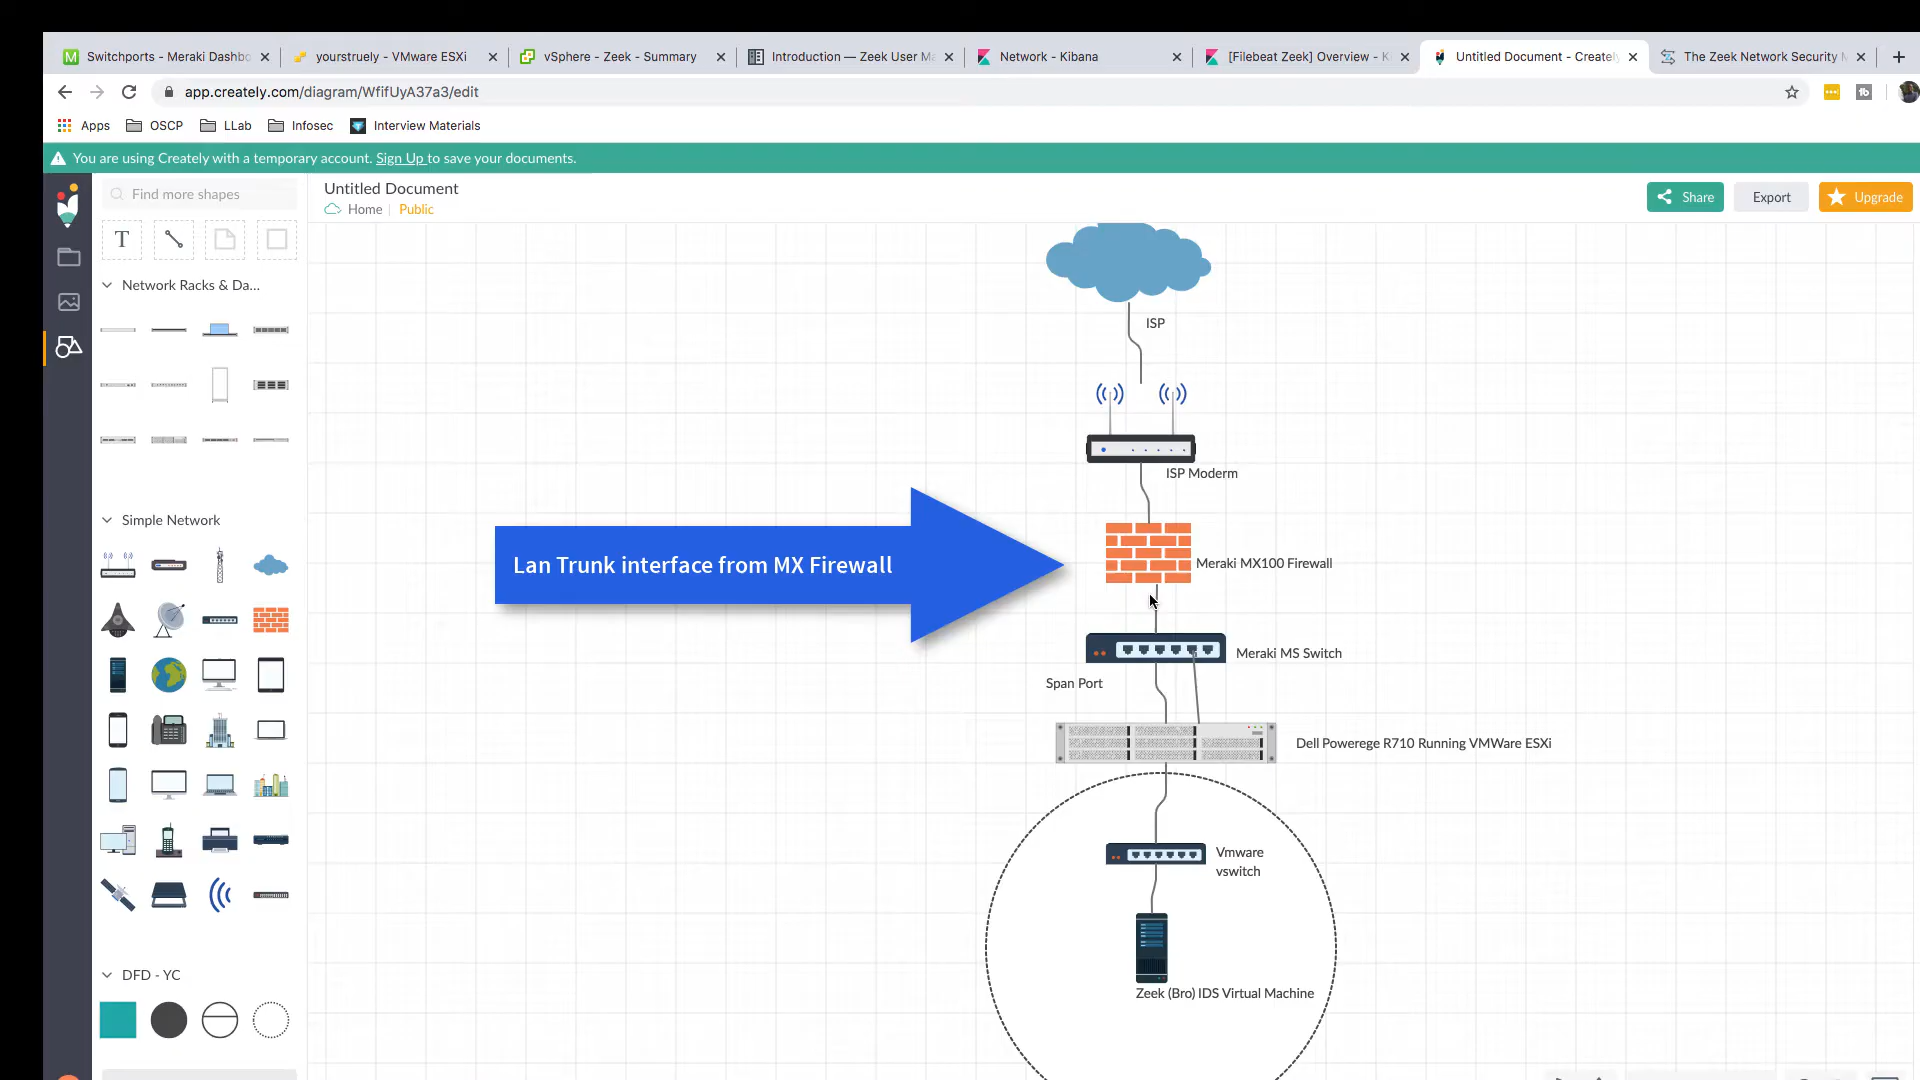 Switchports - Meraki Dashbo
yourstruely - VMware ESXi
vSphere - Zeek - Summary
Introduction — Zeek User Ma
Network - Kibana
[Filebeat Zeek] Overview - K
Untitled Document - Creately
The Zeek Network Security M
app.creately.com/diagram/WfifUyA37a3/edit
Apps
OSCP
LLab
Infosec
Interview Materials
You are using Creately with a temporary account. Sign Up to save your documents.
Find more shapes
Untitled Document
Home
Public
Share
Export
Upgrade
T
Network Racks & Da...
Simple Network
DFD - YC
ISP
ISP Moderm
Lan Trunk interface from MX Firewall
Meraki MX100 Firewall
Meraki MS Switch
Span Port
Dell Powerege R710 Running VMWare ESXi
Vmware
vswitch
Zeek (Bro) IDS Virtual Machine